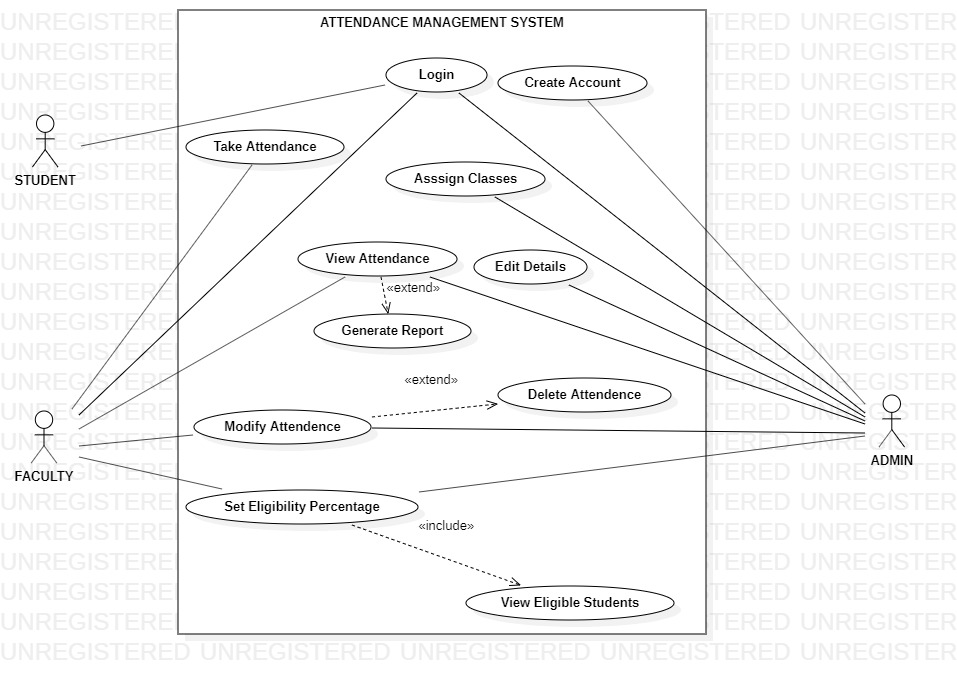 ATTENDANCE MANAGEMENT SYSTEM
Login
Create Account
Take Attendance
STUDENT
Asssign Classes
View Attendance
Edit Details
«extend»
Generate Report
«extend»
Delete Attendence
Modify Attendence
FACULTY
ADMIN
Set Eligibility Percentage
«include»
View Eligible Students
UNREGISTERED UNREGISTERED UNREGISTERED UNREGISTERED UNREGISTER